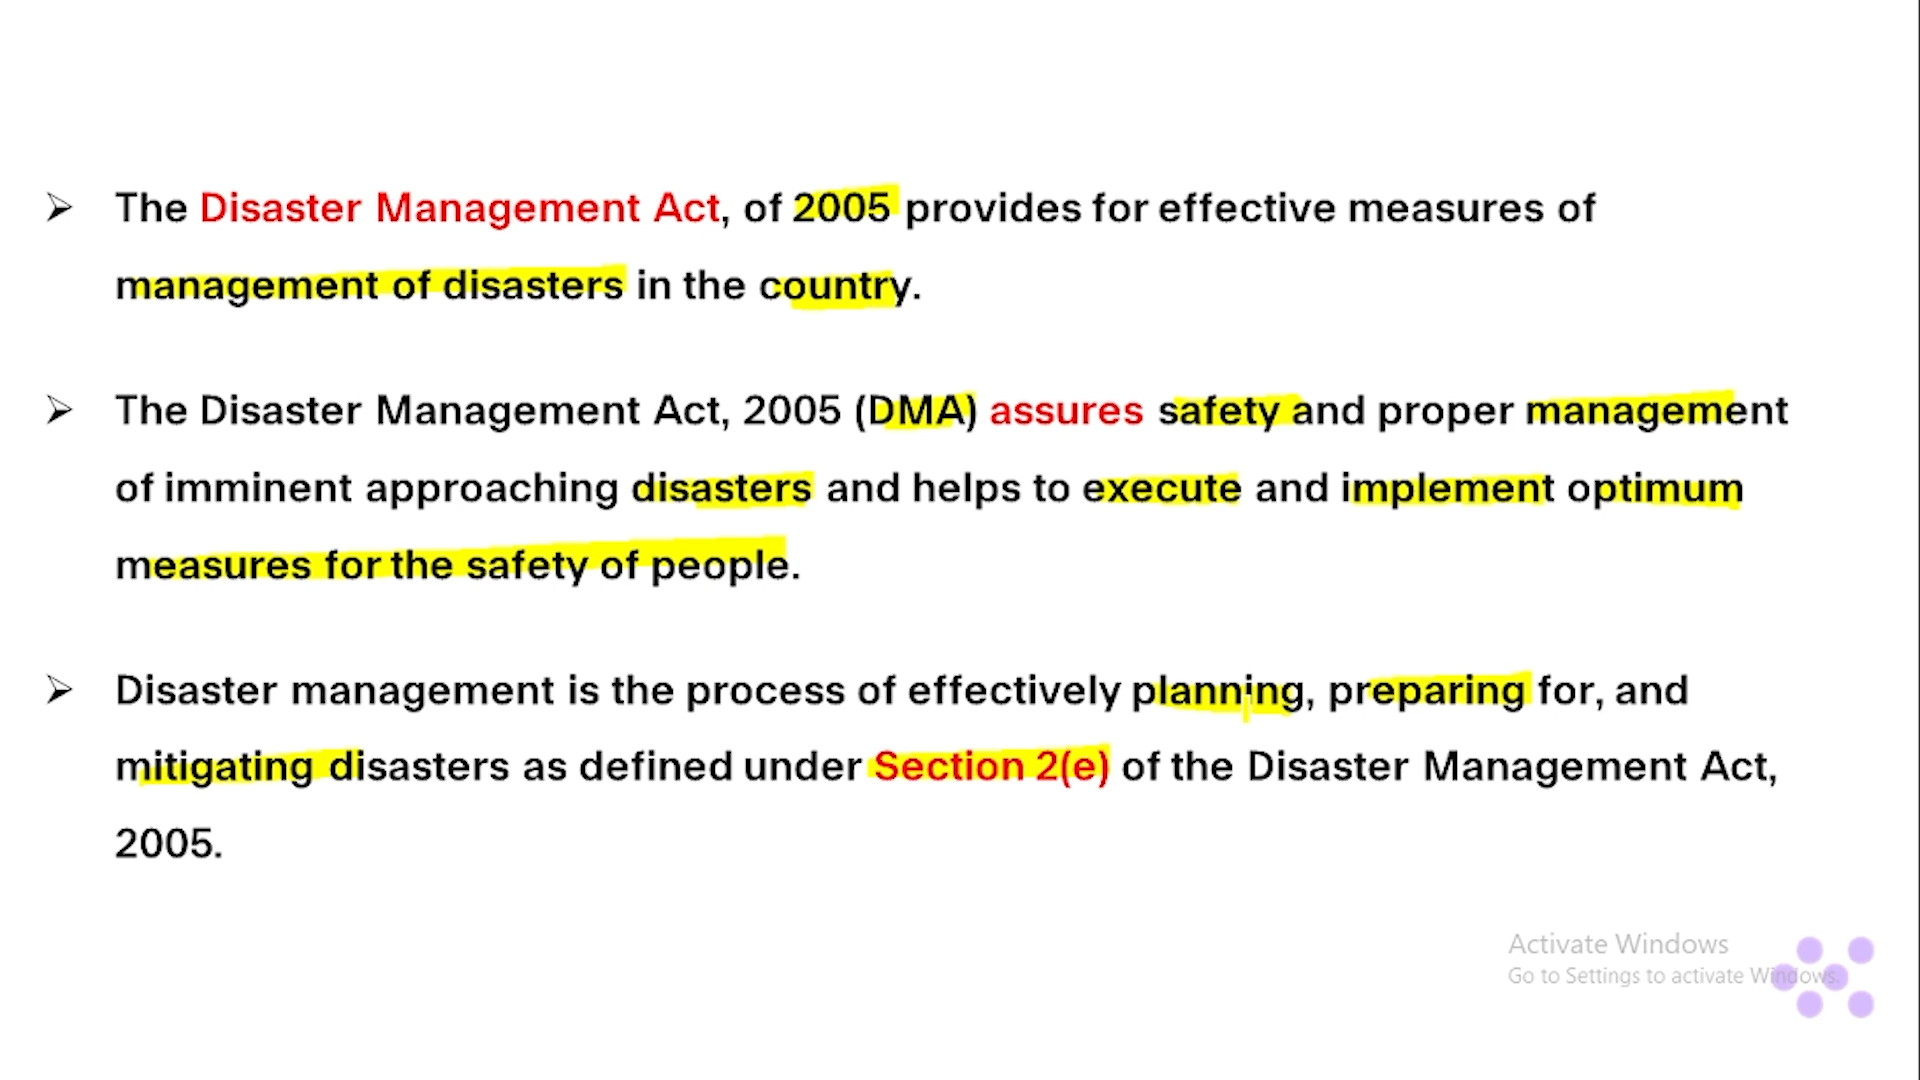 ➢ The Disaster Management Act, of 2005 provides for effective measures of
management of disasters in the country.
➢ The Disaster Management Act, 2005 (DMA) assures safety and proper management
of imminent approaching disasters and helps to execute and implement optimum
measures for the safety of people.
➢ Disaster management is the process of effectively planning, preparing for, and
mitigating disasters as defined under Section 2(e) of the Disaster Management Act,
2005.
Activate Windows
Go to Settings to activate Windows.